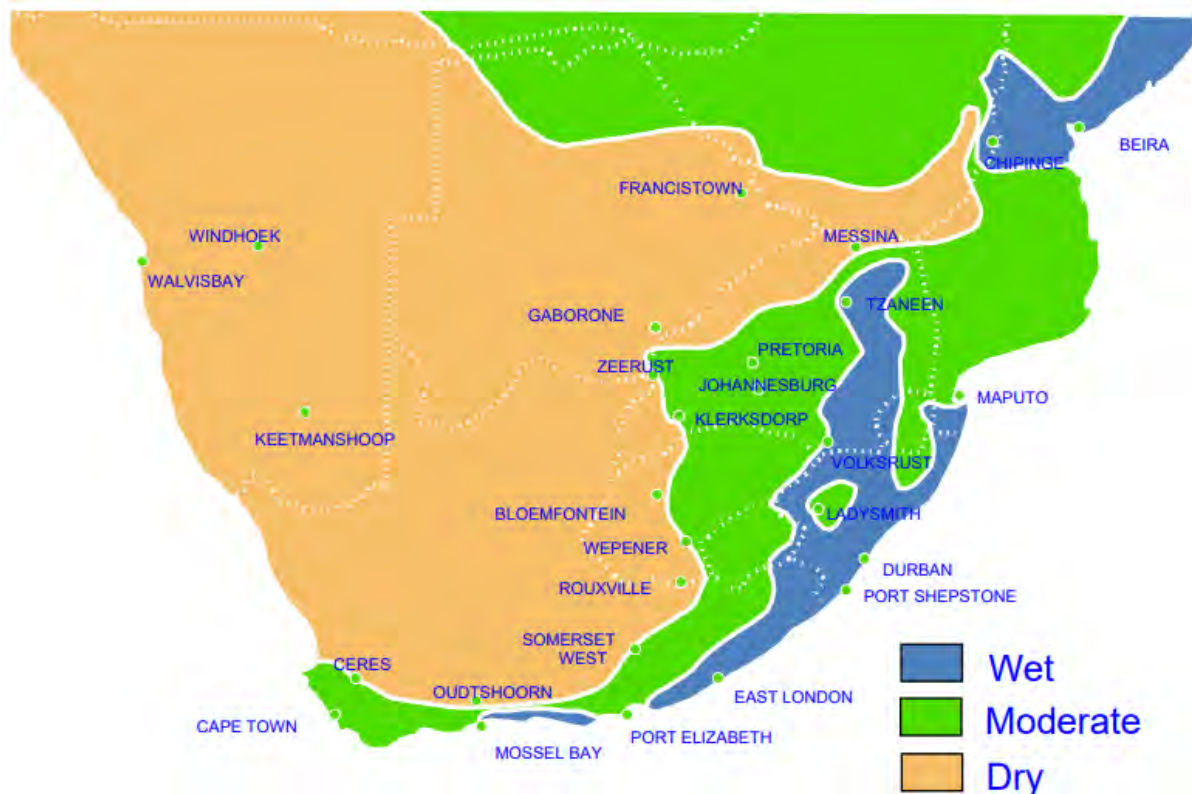 BEIRA
CHIPINGE
FRANCISTOWN
WINDHOEK
MESSINA
WALVISBAY
TZANEEN
GABORONE
PRETORIA
ZEERUST
JOHANNESBURG
MAPUTO
KLERKSDORP
KEETMANSHOOP
VOLKSRUST
BLOEMFONTEIN
LADYSMITH
WEPENER
DURBAN
ROUXVILLE
PORT SHEPSTONE
SOMERSET
WEST
CERES
Wet
OUDTSHOORN
EAST LONDON
CAPE TOWN
Moderate
MOSSEL BAY
PORT ELIZABETH
Dry